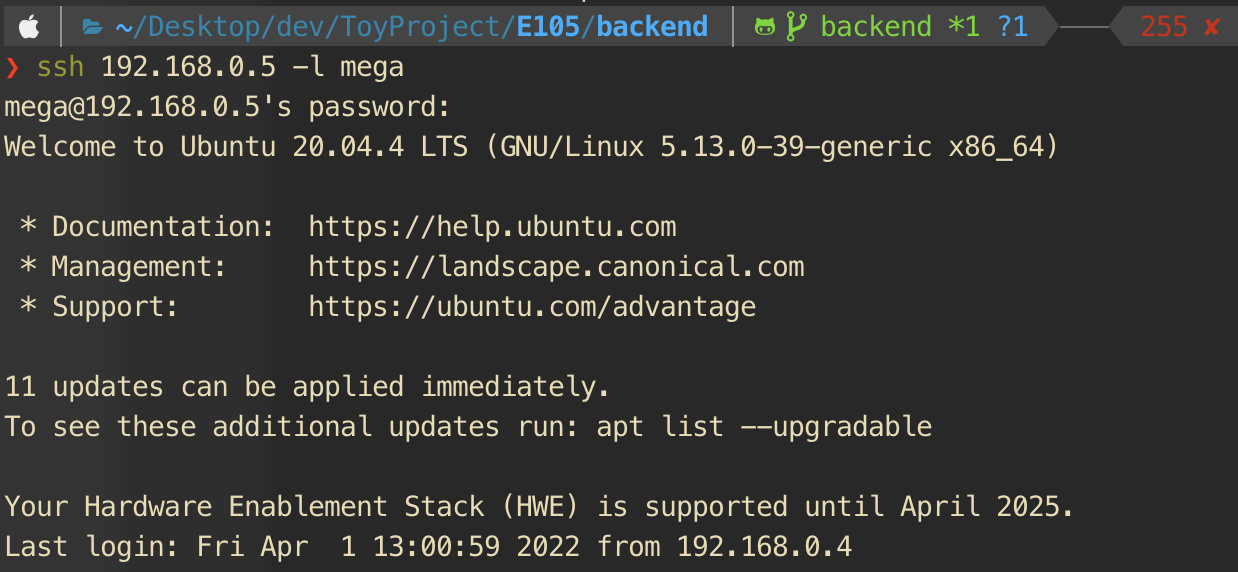 ~/Desktop/dev/ToyProject/E105/backend backend *1 ?1 255 ✘
❯ ssh 192.168.0.5 -l mega
mega@192.168.0.5's password:
Welcome to Ubuntu 20.04.4 LTS (GNU/Linux 5.13.0-39-generic x86_64)
* Documentation:  https://help.ubuntu.com
* Management:     https://landscape.canonical.com
* Support:        https://ubuntu.com/advantage
11 updates can be applied immediately.
To see these additional updates run: apt list --upgradable
Your Hardware Enablement Stack (HWE) is supported until April 2025.
Last login: Fri Apr  1 13:00:59 2022 from 192.168.0.4